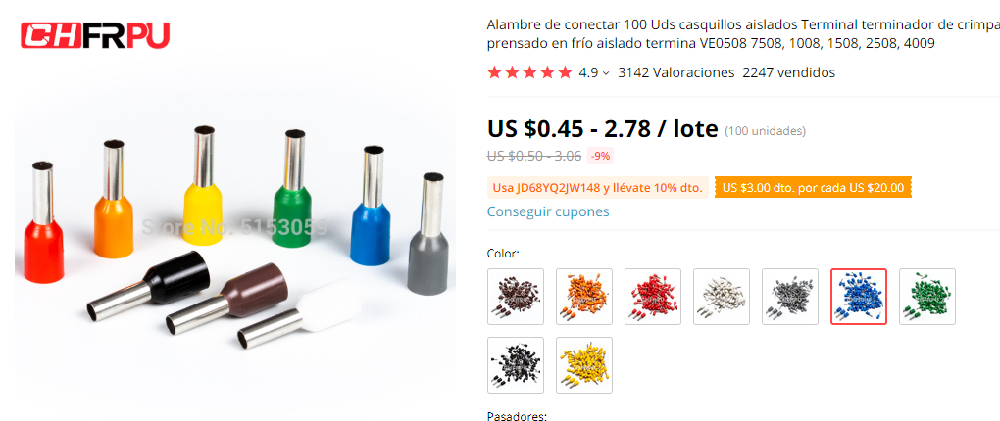 CHFRPU
Alambre de conectar 100 Uds casquillos aislados Terminal terminador de crimpa
prensado en frío aislado termina VE0508 7508, 1008, 1508, 2508, 4009
4.9 3142 Valoraciones 2247 vendidos
US $0.45 - 2.78 / lote (100 unidades)
US $0.50 - 3.06 -9%
Usa JD68YQ2JW148 y llévate 10% dto. US $3.00 dto. por cada US $20.00
Conseguir cupones
Store No: 5153059
Color:
Pasadores: